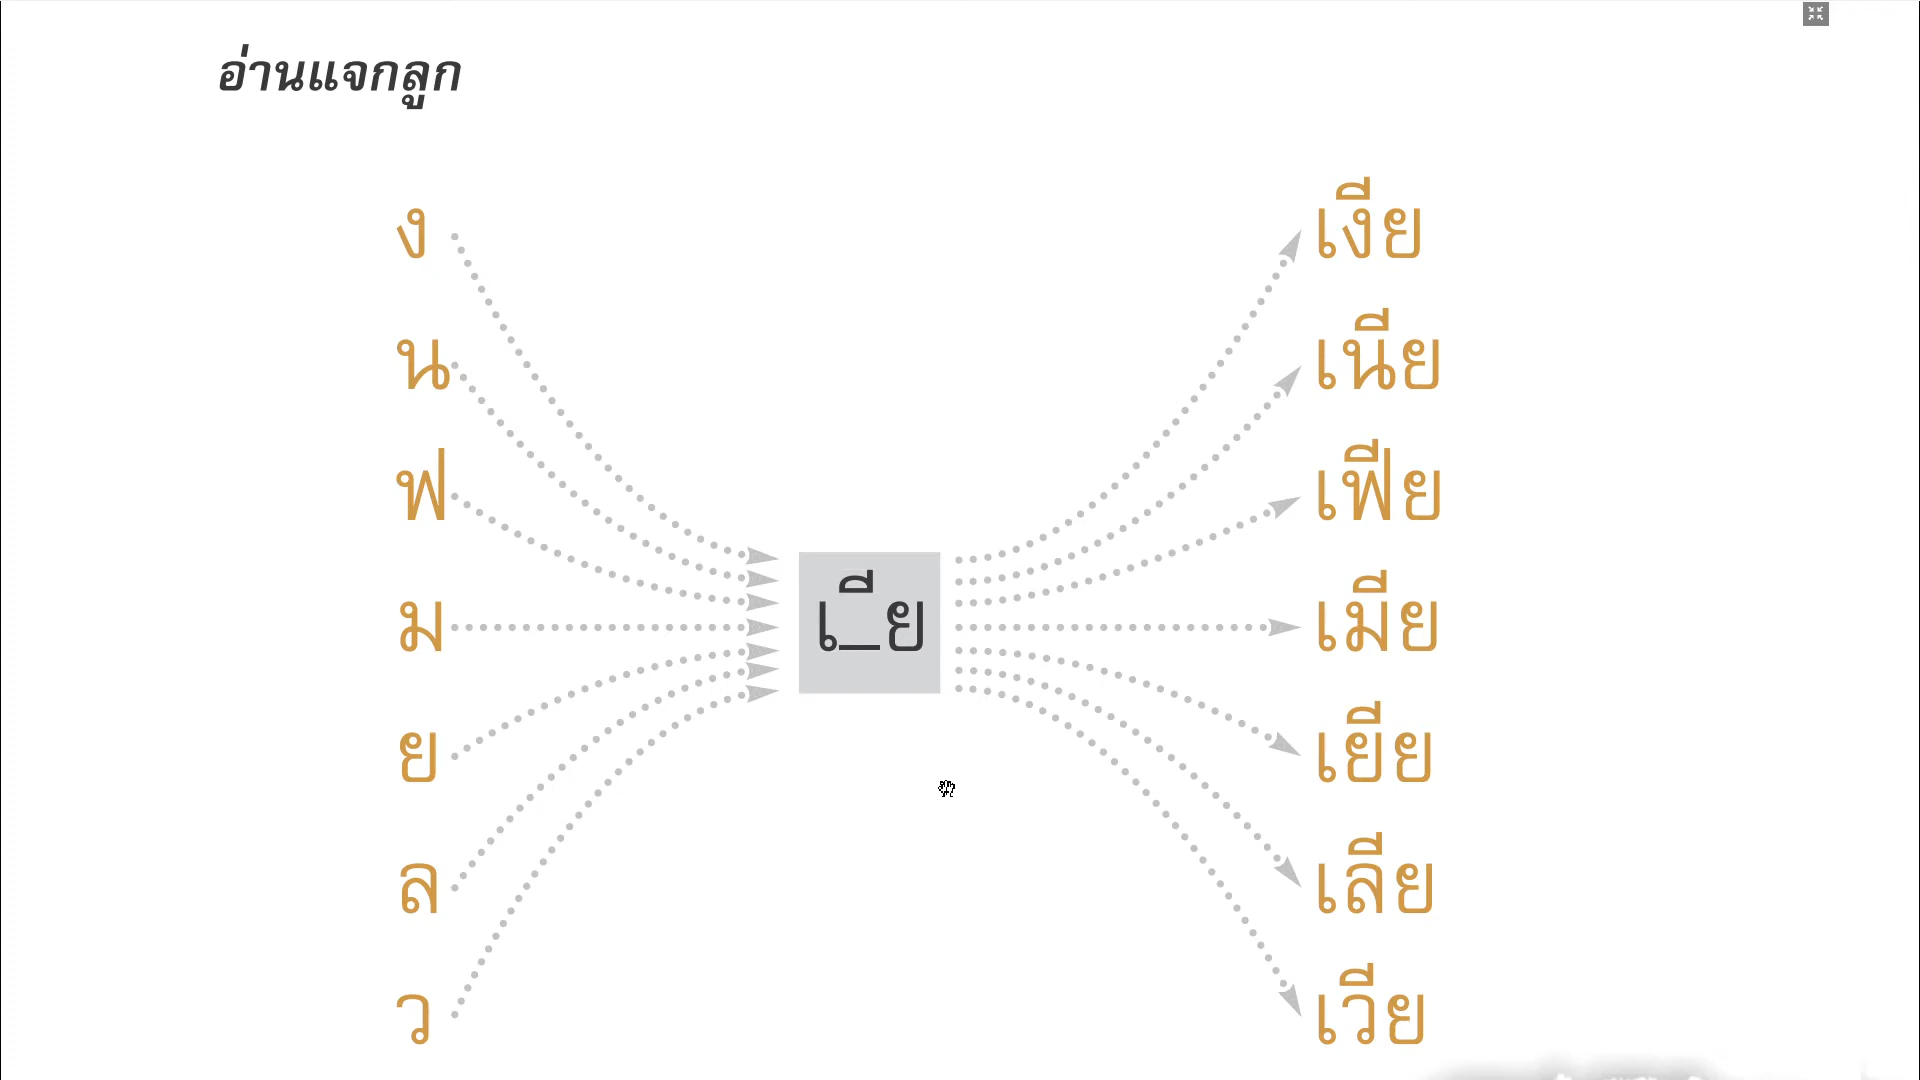 อ่านแจกลูก
ง
น
ฟ
ม
ย
ล
ว
เ_ีย
เงีย
เนีย
เฟีย
เมีย
เยีย
เลีย
เวีย